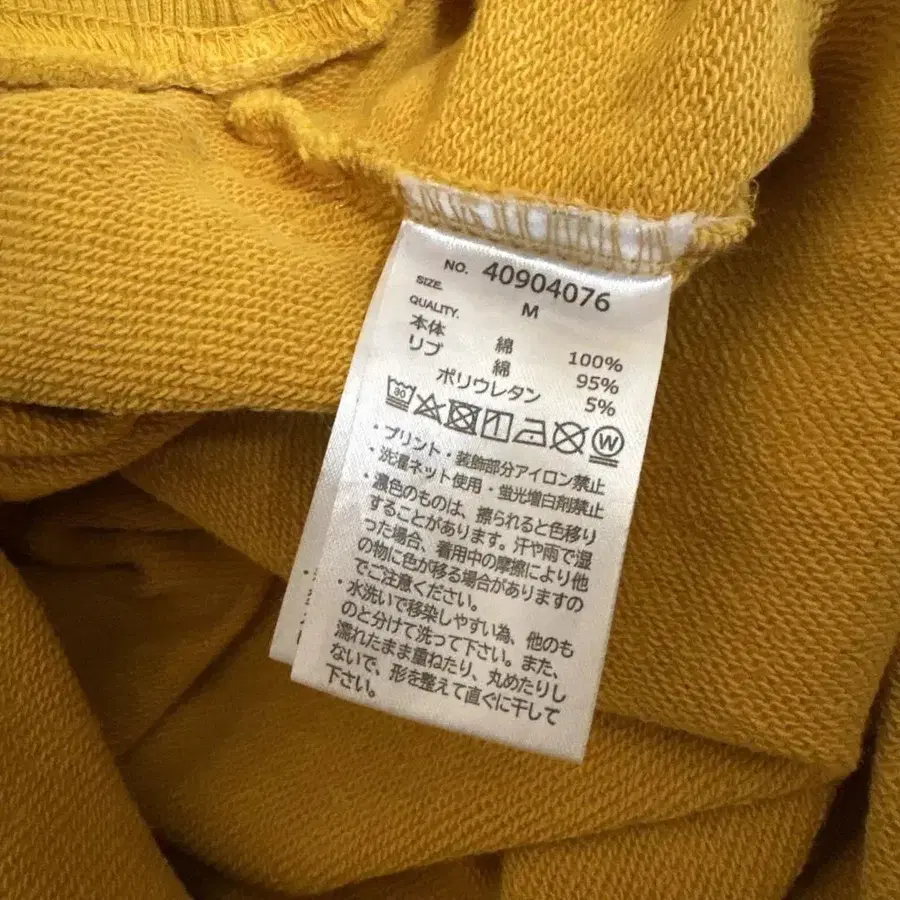 NO. 40904076
SIZE. M
QUALITY.
本体 綿 100%
リブ 綿 95%
ポリウレタン 5%
30
W
・プリント・装飾部分アイロン禁止
・洗濯ネット使用・蛍光増白剤禁止
・濃色のものは、擦られると色移り
することがあります。汗や雨で湿
った場合、着用中の摩擦により他
の物に色が移る場合がありますの
でご注意ください。
・水洗いで移染しやすい為、他のも
のと分けて洗って下さい。また、
濡れたまま重ねたり、丸めたりし
ないで、形を整えて直ぐに干して
下さい。